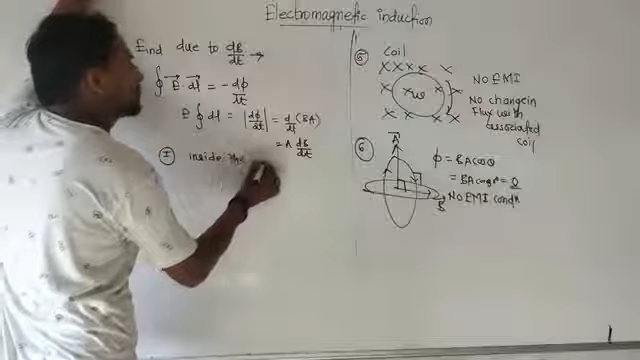 Electromagnetic induction
Eind due to dB/dt →
∮ E⃗ . dl⃗ = - dϕ/dt
E ∮ dl = |dϕ/dt| = d/dt (BA)
= A dB/dt
I inside the
5 Coil
x x x x x
x x x x
x x x x
ω
NO EMI
No change in
Flux with
associated
coil
6
A⃗
B
ϕ = BA cosθ
= BA cos90° = 0
NO EMI condn
1